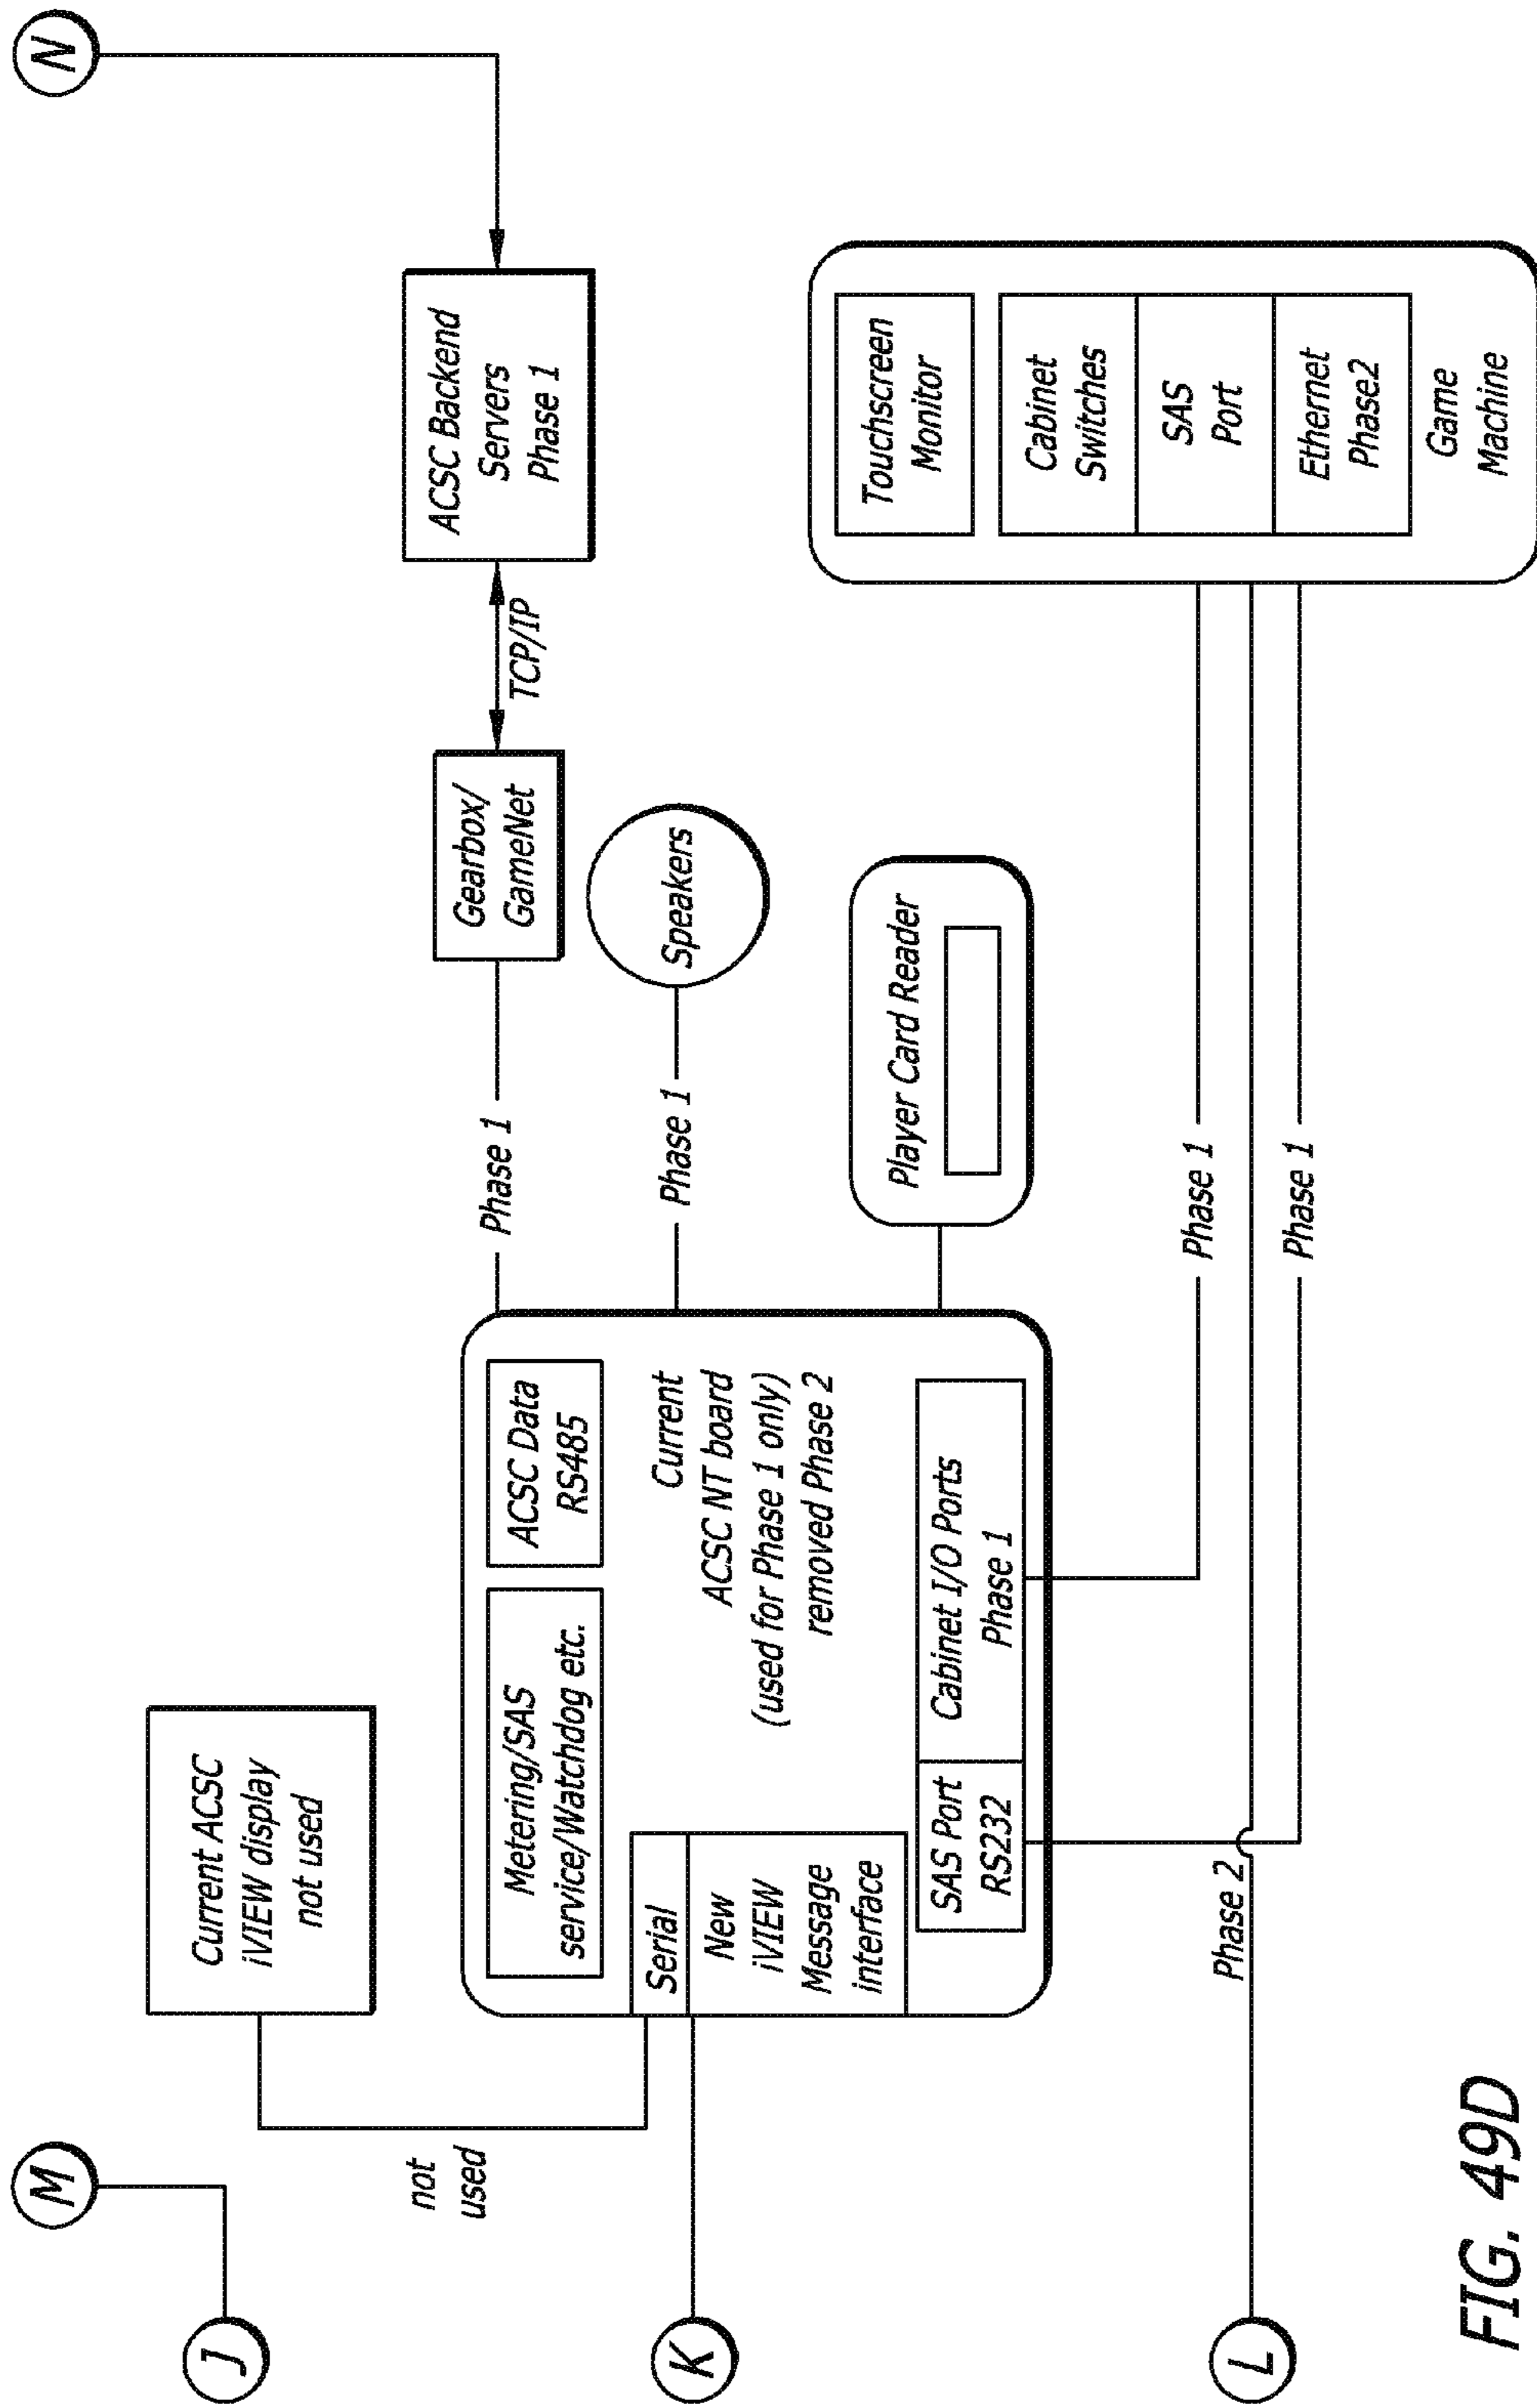 M
N
J
Current ACSC
iVIEW display
not used
not
used
ACSC Backend
Servers
Phase 1
TCP/IP
Gearbox/
GameNet
Phase 1
Metering/SAS
service/Watchdog etc.
ACSC Data
RS485
Speakers
Phase 1
K
Serial
New
iVIEW
Message
interface
Current
ACSC NT board
(used for Phase 1 only)
removed Phase 2
Player Card Reader
SAS Port
RS232
Cabinet I/O Ports
Phase 1
Touchscreen
Monitor
Cabinet
Switches
SAS
Port
Ethernet
Phase2
Game
Machine
Phase 1
L
Phase 2
Phase 1
FIG. 49D